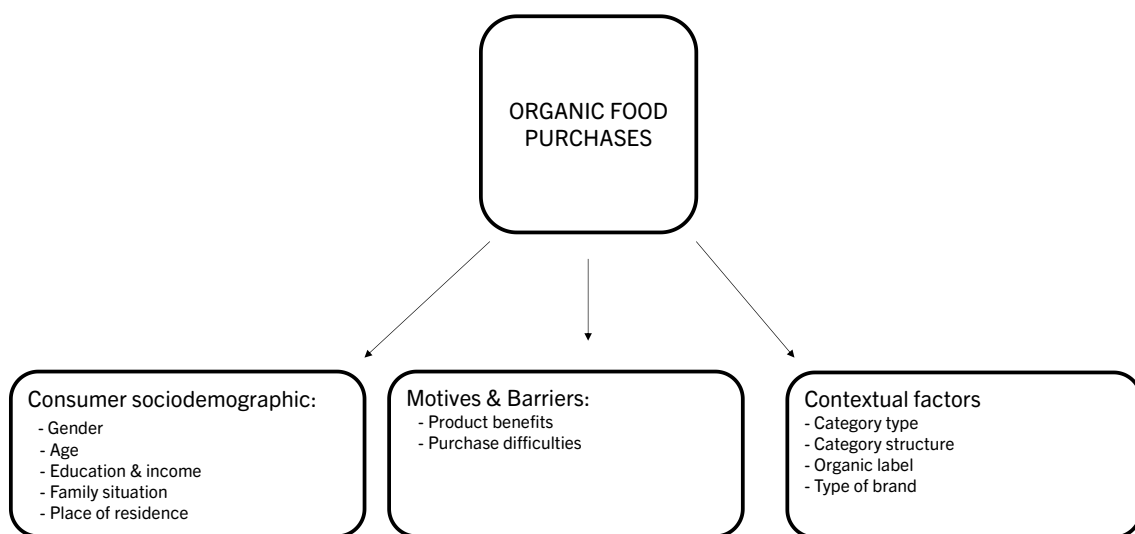 ORGANIC FOOD
PURCHASES
Consumer sociodemographic:
- Gender
- Age
- Education & income
- Family situation
- Place of residence
Motives & Barriers:
- Product benefits
- Purchase difficulties
Contextual factors
- Category type
- Category structure
- Organic label
- Type of brand